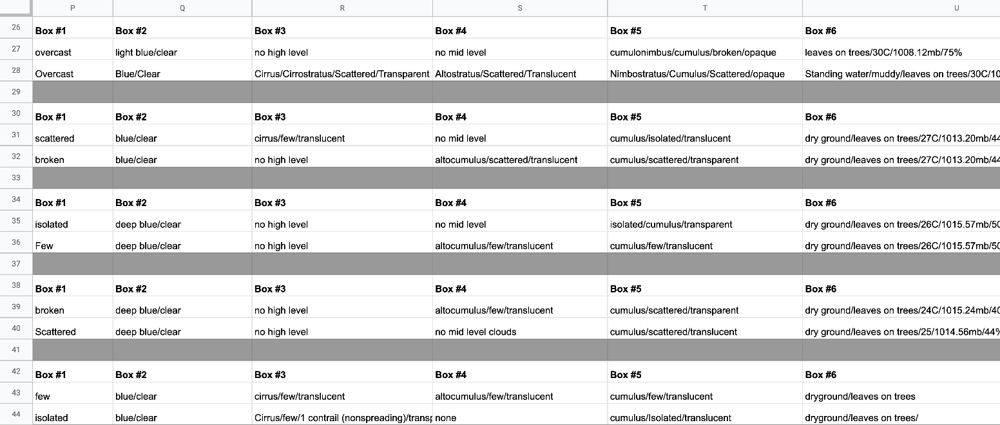 P Q R S T U
26 Box #1 Box #2 Box #3 Box #4 Box #5 Box #6
27 overcast light blue/clear no high level no mid level cumulonimbus/cumulus/broken/opaque leaves on trees/30C/1008.12mb/75%
28 Overcast Blue/Clear Cirrus/Cirrostratus/Scattered/Transparent Altostratus/Scattered/Translucent Nimbostratus/Cumulus/Scattered/opaque Standing water/muddy/leaves on trees/30C/10
29
30 Box #1 Box #2 Box #3 Box #4 Box #5 Box #6
31 scattered blue/clear cirrus/few/translucent no mid level cumulus/isolated/translucent dry ground/leaves on trees/27C/1013.20mb/44
32 broken blue/clear no high level altocumulus/scattered/translucent cumulus/scattered/transparent dry ground/leaves on trees/27C/1013.20mb/44
33
34 Box #1 Box #2 Box #3 Box #4 Box #5 Box #6
35 isolated deep blue/clear no high level no mid level isolated/cumulus/transparent dry ground/leaves on trees/26C/1015.57mb/50
36 Few deep blue/clear no high level altocumulus/few/translucent cumulus/few/translucent dry ground/leaves on trees/26C/1015.57mb/50
37
38 Box #1 Box #2 Box #3 Box #4 Box #5 Box #6
39 broken deep blue/clear no high level altocumulus/few/translucent cumulus/scattered/transparent dry ground/leaves on trees/24C/1015.24mb/40
40 Scattered deep blue/clear no high level no mid level clouds cumulus/scattered/translucent dry ground/leaves on trees/25/1014.56mb/44%
41
42 Box #1 Box #2 Box #3 Box #4 Box #5 Box #6
43 few blue/clear cirrus/few/translucent altocumulus/few/translucent cumulus/few/translucent dryground/leaves on trees
44 isolated blue/clear Cirrus/few/1 contrail (nonspreading)/transp none cumulus/Isolated/translucent dryground/leaves on trees/